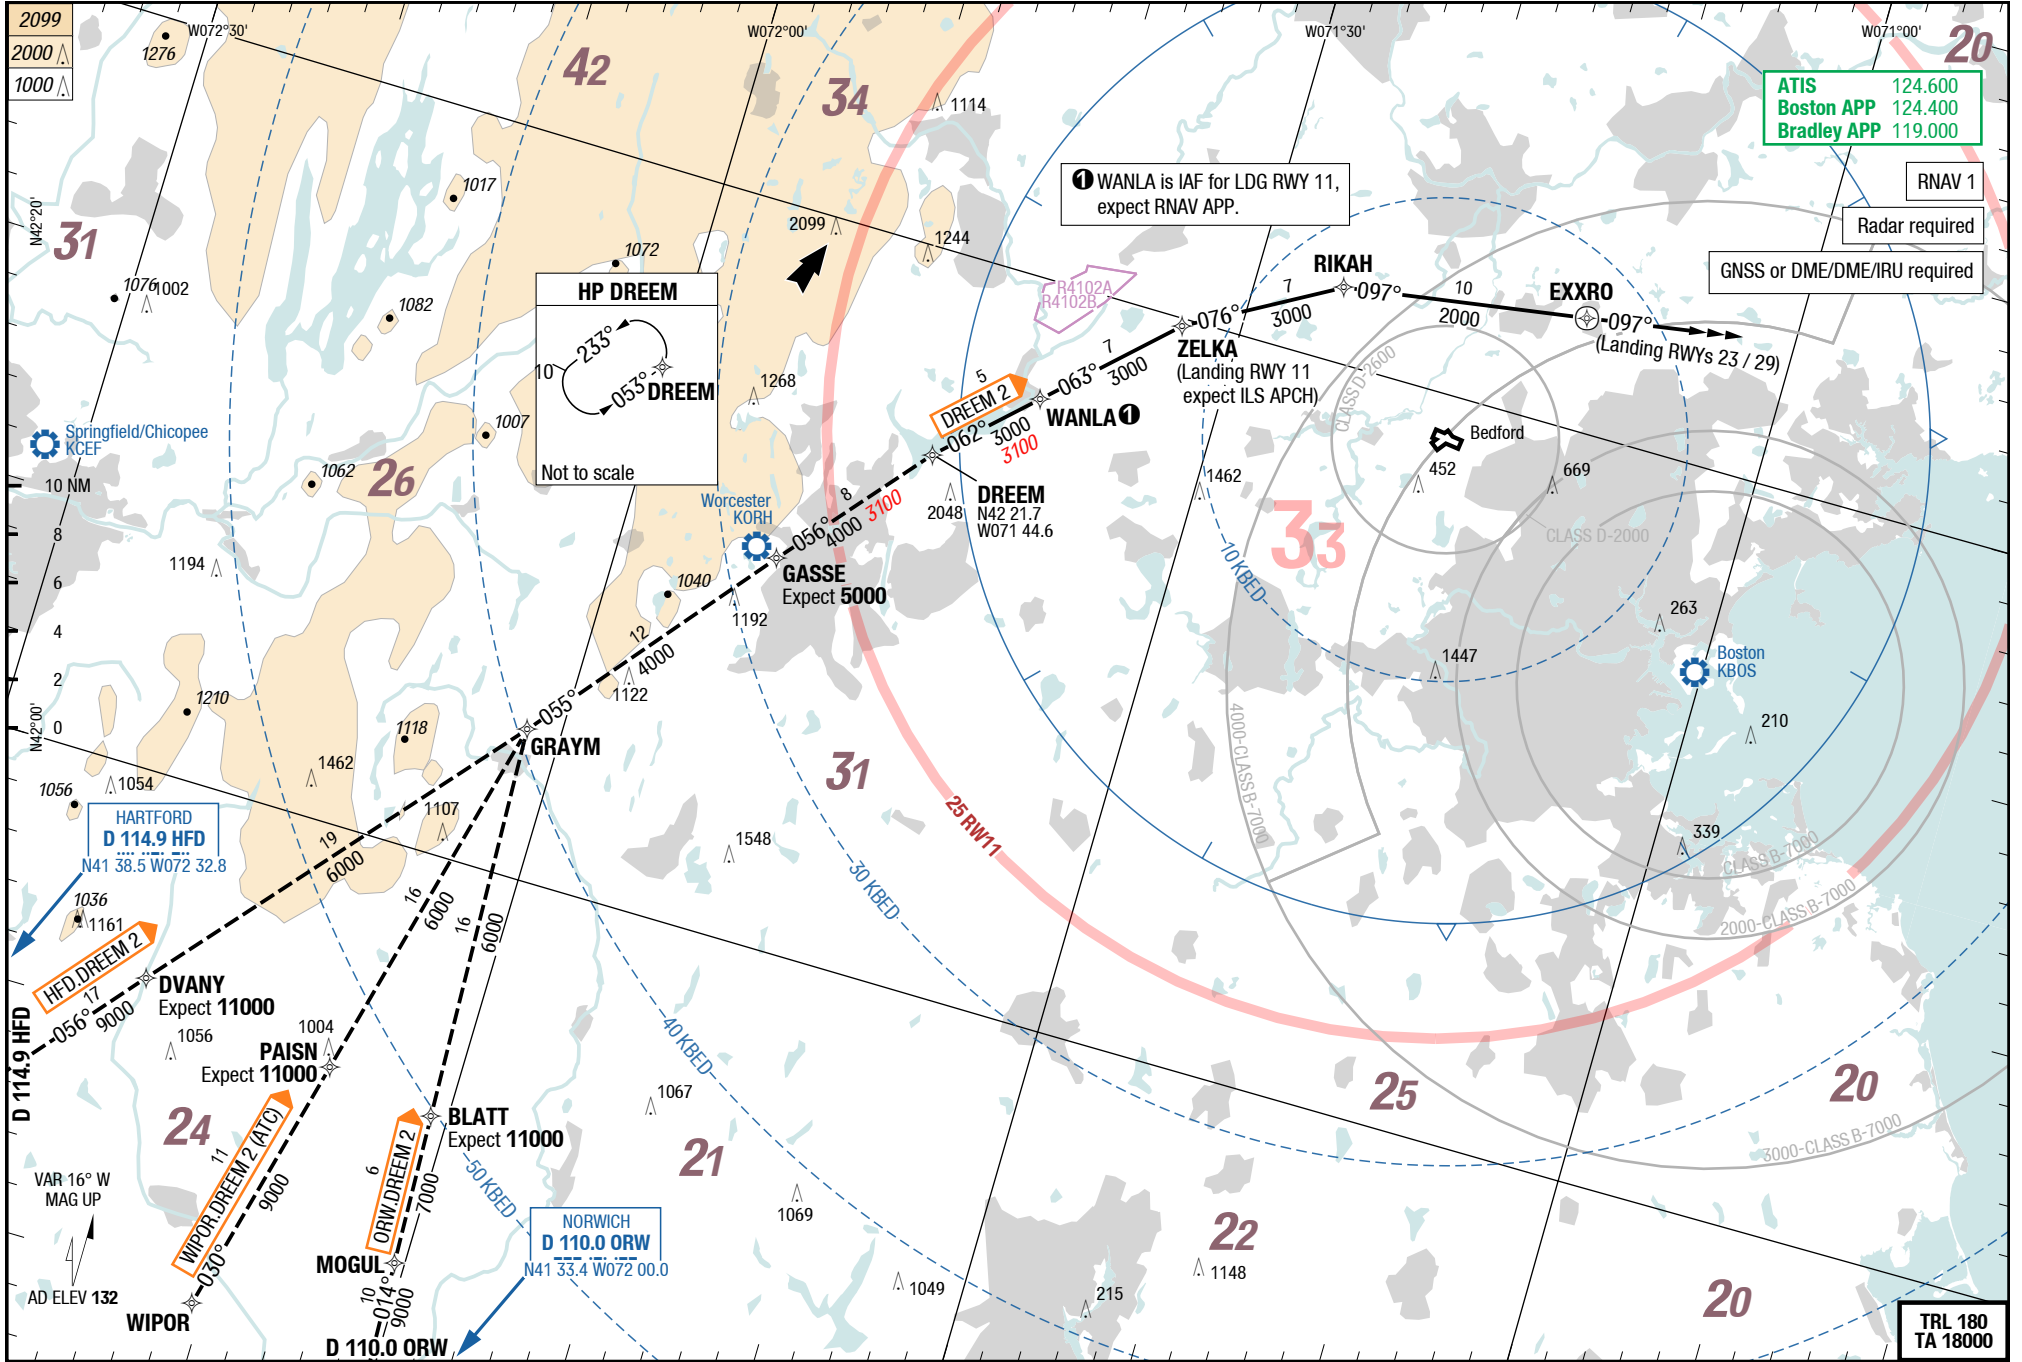 2099
2000
1000
1276
W072°30'
W072°00'
W071°30'
W071°00'
42
34
20
1114
ATIS 124.600
Boston APP 124.400
Bradley APP 119.000
1 WANLA is IAF for LDG RWY 11,
expect RNAV APP.
RNAV 1
Radar required
GNSS or DME/DME/IRU required
N42°20'
31
1017
2099
1244
1072
1076
1002
1082
HP DREEM
233°
10
053°
DREEM
Not to scale
R4102A
R4102B
RIKAH
097°
7
3000
10
2000
EXXRO
097°
(Landing RWYs 23 / 29)
076°
ZELKA
(Landing RWY 11
expect ILS APCH)
CLASS D-2600
7
063°
3000
5
DREEM 2
WANLA 1
062°
3000
3100
1268
1007
Springfield/Chicopee
KCEF
1062
26
10 NM
8
6
4
2
0
Bedford
452
669
1462
DREEM
N42 21.7
W071 44.6
2048
8
056°
4000
3100
Worcester
KORH
GASSE
Expect 5000
33
CLASS D-2000
10 KBED
1194
1040
1192
263
12
4000
1447
Boston
KBOS
1122
1210
055°
GRAYM
1118
N42°00'
210
4000-CLASS B-7000
1462
31
1056
1054
1107
25 RW11
HARTFORD
D 114.9 HFD
N41 38.5 W072 32.8
19
6000
1548
339
CLASS B-7000
30 KBED
16
6000
16
6000
2000-CLASS B-7000
1036
1161
HFD.DREEM 2
17
056°
9000
DVANY
Expect 11000
D 114.9 HFD
1056
1004
PAISN
Expect 11000
40 KBED
1067
25
20
24
BLATT
Expect 11000
3000-CLASS B-7000
21
11
WIPOR.DREEM 2 (ATC)
9000
6
ORW.DREEM 2
7000
50 KBED
VAR 16° W
MAG UP
1069
NORWICH
D 110.0 ORW
N41 33.4 W072 00.0
22
MOGUL
030°
1148
1049
215
AD ELEV 132
WIPOR
10
014°
9000
D 110.0 ORW
20
TRL 180
TA 18000